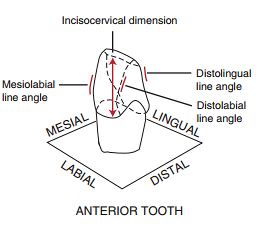 Incisocervical dimension
Mesiolabial
line angle
Distolingual
line angle
Distolabial
line angle
MESIAL
LINGUAL
LABIAL
DISTAL
ANTERIOR TOOTH